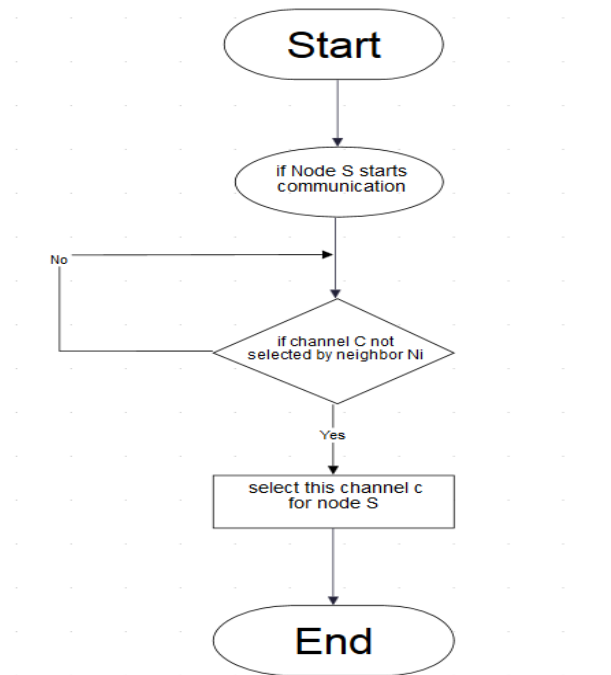 Start
if Node S starts
communication
No
if channel C not
selected by neighbor Ni
Yes
select this channel c
for node S
End